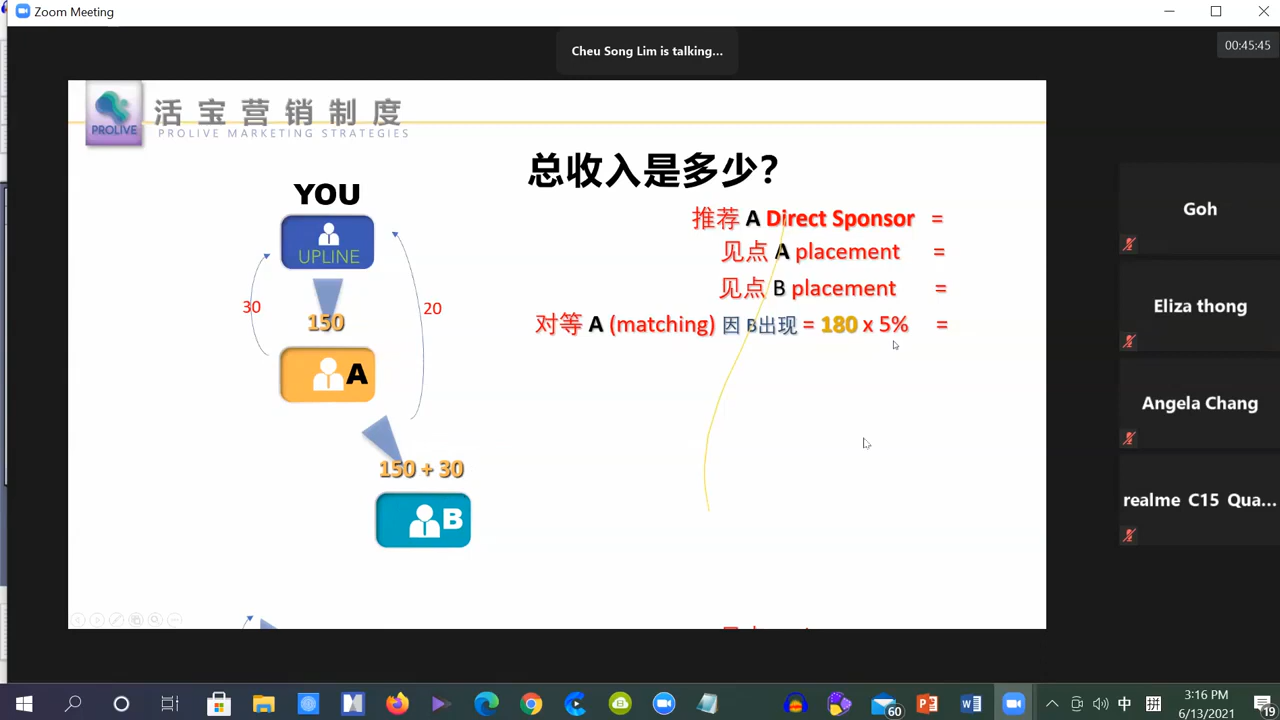 Zoom Meeting
Cheu Song Lim is talking...
00:45:45
PROLIVE
活宝营销制度
PROLIVE MARKETING STRATEGIES
总收入是多少?
YOU
UPLINE
30
150
20
A
150 + 30
B
推荐 A Direct Sponsor =
见点 A placement =
见点 B placement =
对等 A (matching) 因 B出现 = 180 x 5% =
Goh
Eliza thong
Angela Chang
realme C15 Qua...
60
中
拼
3:16 PM
6/13/2021
19